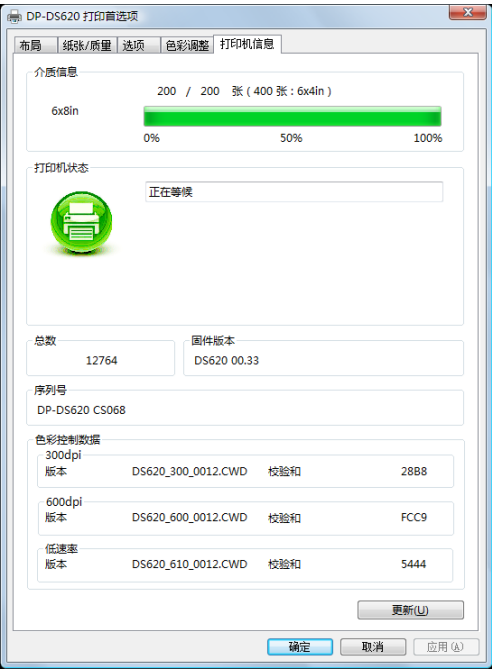 DP-DS620 打印首选项
布局 纸张/质量 选项 色彩调整 打印机信息
介质信息
200 / 200 张 ( 400 张 : 6x4in )
6x8in
0% 50% 100%
打印机状态
正在等候
总数 固件版本
12764 DS620 00.33
序列号
DP-DS620 CS068
色彩控制数据
300dpi
版本 DS620_300_0012.CWD 校验和 28B8
600dpi
版本 DS620_600_0012.CWD 校验和 FCC9
低速率
版本 DS620_610_0012.CWD 校验和 5444
更新(U)
确定 取消 应用(A)